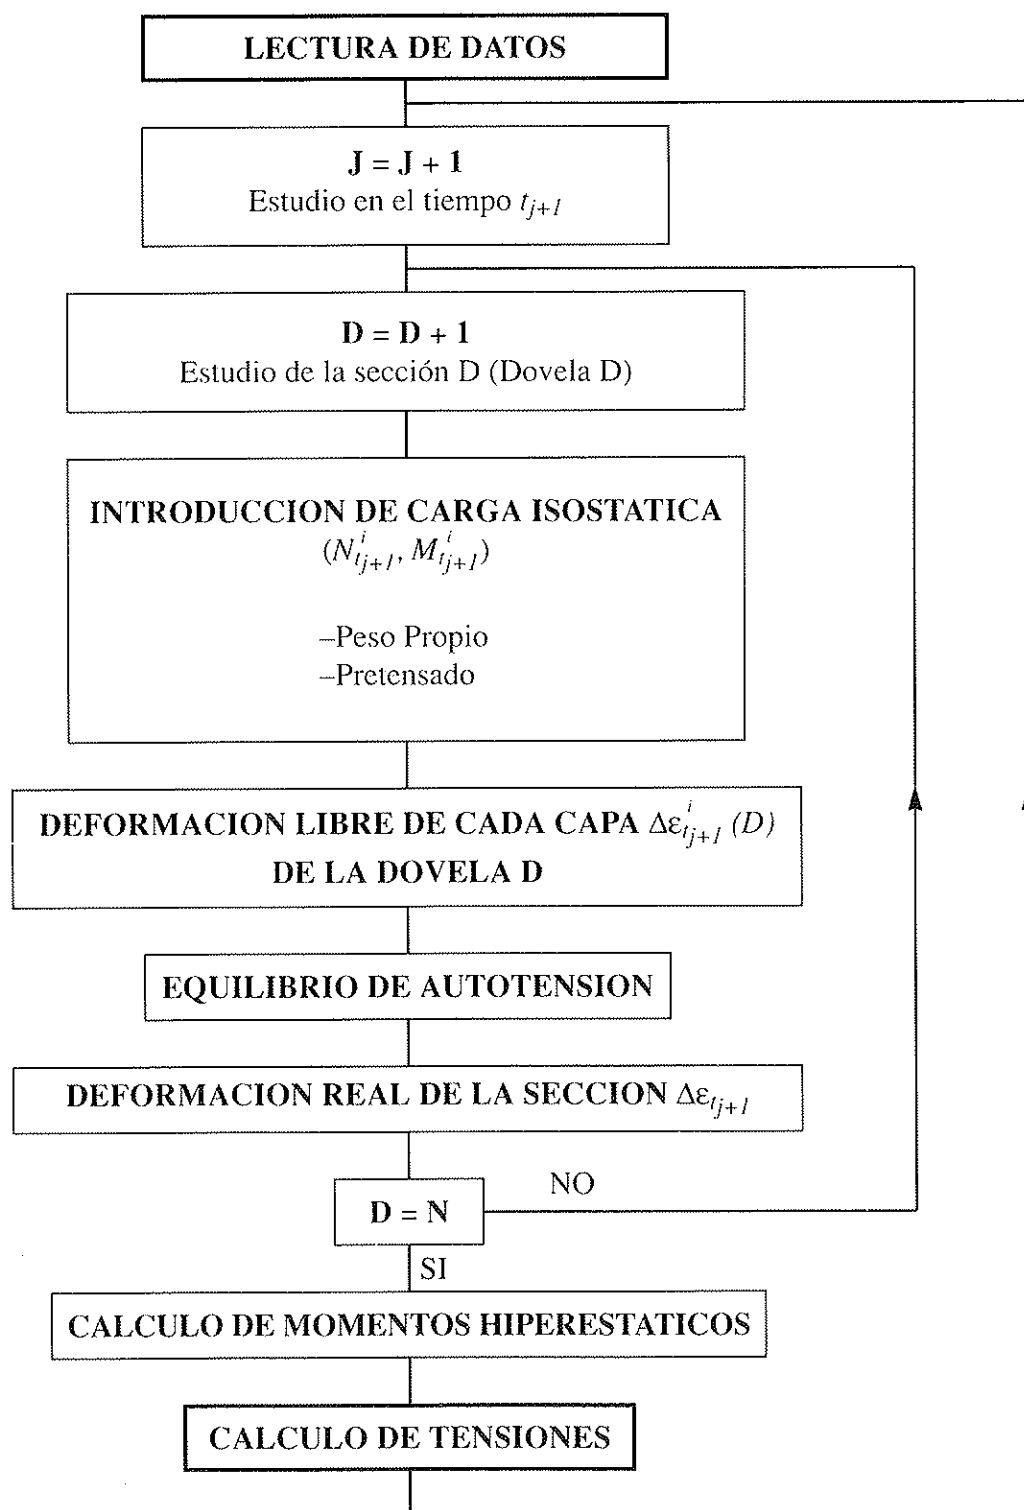 LECTURA DE DATOS
J = J + 1
Estudio en el tiempo t_{j+1}
D = D + 1
Estudio de la sección D (Dovela D)
INTRODUCCION DE CARGA ISOSTATICA
(N^i_{t_{j+1}}, M^i_{t_{j+1}})
–Peso Propio
–Pretensado
DEFORMACION LIBRE DE CADA CAPA Δε^i_{t_{j+1}} (D)
DE LA DOVELA D
EQUILIBRIO DE AUTOTENSION
DEFORMACION REAL DE LA SECCION Δε_{t_{j+1}}
NO
D = N
SI
CALCULO DE MOMENTOS HIPERESTATICOS
CALCULO DE TENSIONES